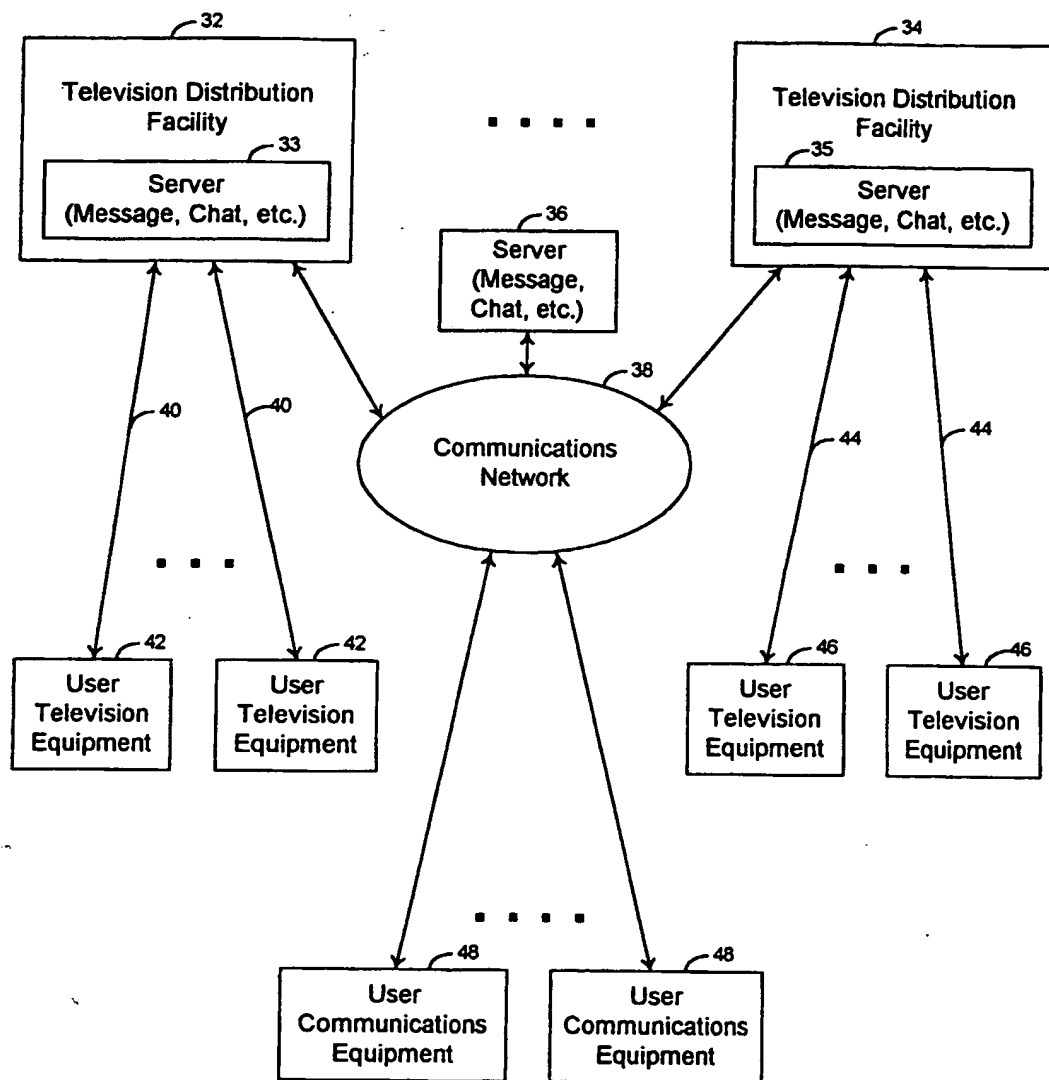 32
Television Distribution
Facility
33
Server
(Message, Chat, etc.)
34
Television Distribution
Facility
35
Server
(Message, Chat, etc.)
36
Server
(Message,
Chat, etc.)
38
Communications
Network
40
40
44
44
42
User
Television
Equipment
42
User
Television
Equipment
46
User
Television
Equipment
46
User
Television
Equipment
48
User
Communications
Equipment
48
User
Communications
Equipment